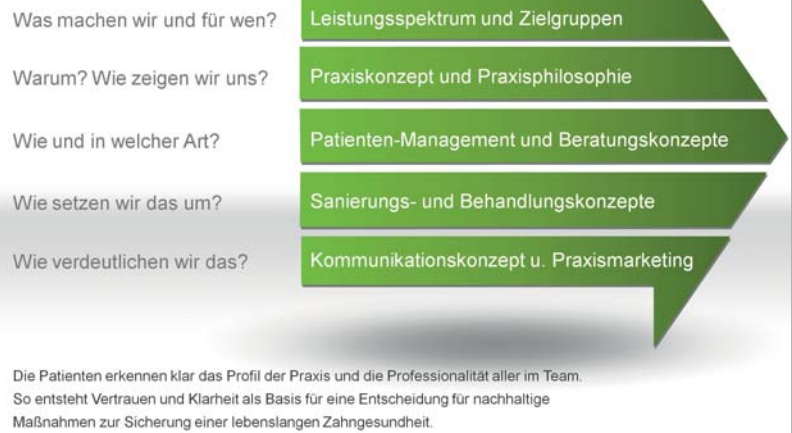 Was machen wir und für wen?
Leistungsspektrum und Zielgruppen
Warum? Wie zeigen wir uns?
Praxiskonzept und Praxisphilosophie
Wie und in welcher Art?
Patienten-Management und Beratungskonzepte
Wie setzen wir das um?
Sanierungs- und Behandlungskonzepte
Wie verdeutlichen wir das?
Kommunikationskonzept u. Praxismarketing
Die Patienten erkennen klar das Profil der Praxis und die Professionalität aller im Team.
So entsteht Vertrauen und Klarheit als Basis für eine Entscheidung für nachhaltige
Maßnahmen zur Sicherung einer lebenslangen Zahngesundheit.